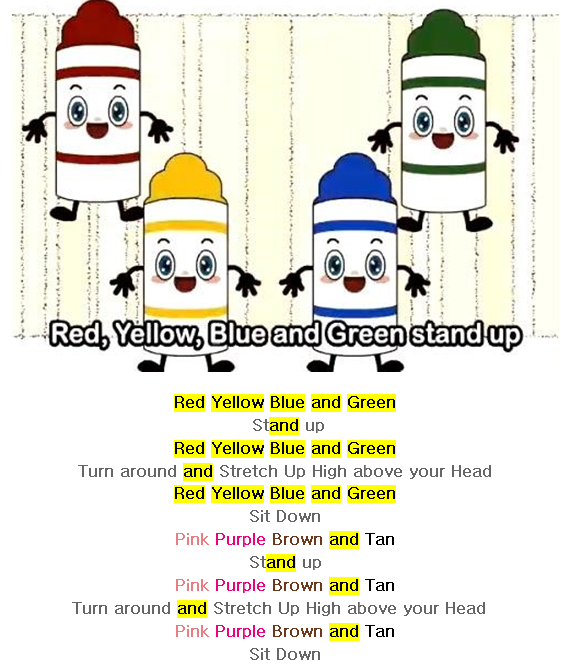 Red, Yellow, Blue and Green stand up
Red Yellow Blue and Green
Stand up
Red Yellow Blue and Green
Turn around and Stretch Up High above your Head
Red Yellow Blue and Green
Sit Down
Pink Purple Brown and Tan
Stand up
Pink Purple Brown and Tan
Turn around and Stretch Up High above your Head
Pink Purple Brown and Tan
Sit Down